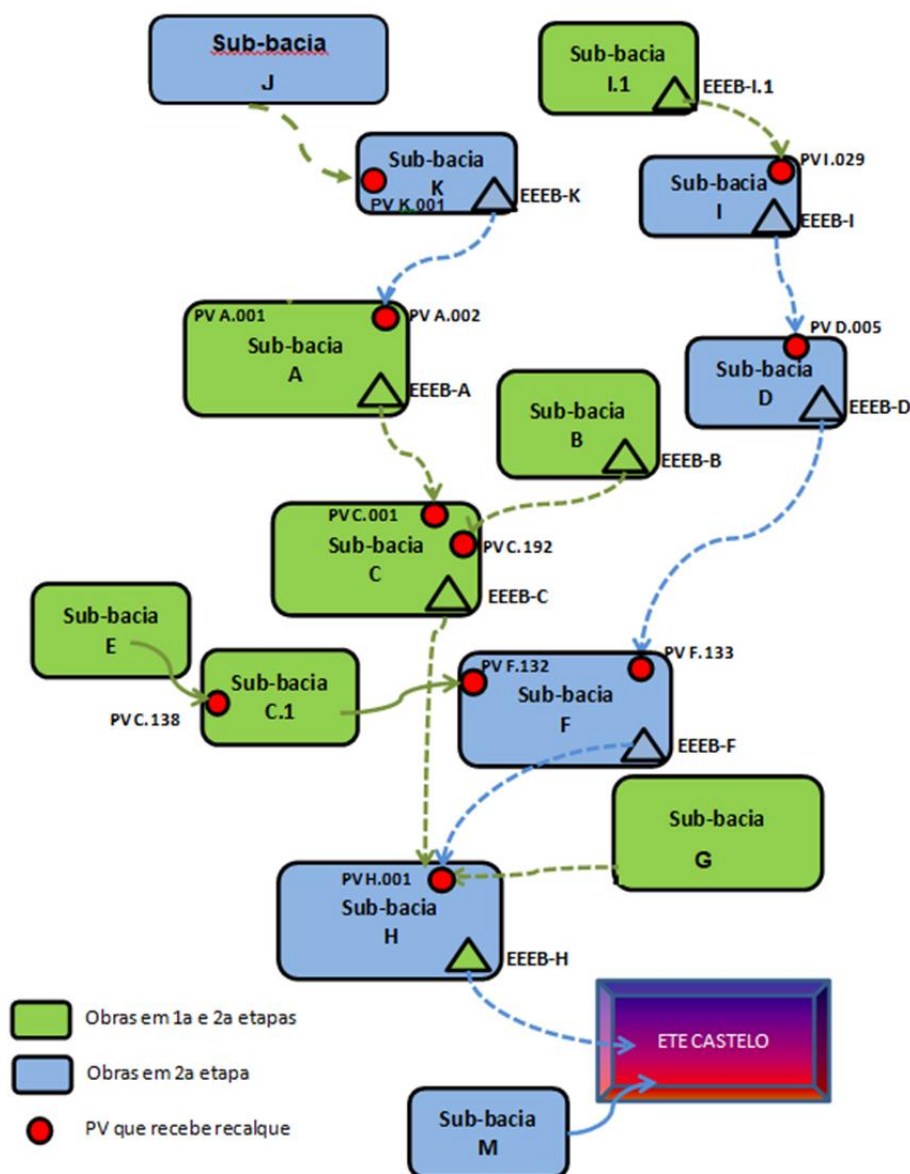 Sub-bacia
J
Sub-bacia
I.1
EEEB-I.1
Sub-bacia
K
PV K.001
EEEB-K
PV I.029
Sub-bacia
I
EEEB-I
PV A.001
PV A.002
Sub-bacia
A
EEEB-A
PV D.005
Sub-bacia
D
EEEB-D
Sub-bacia
B
EEEB-B
PV C.001
PV C.192
Sub-bacia
C
EEEB-C
Sub-bacia
E
PV C.138
Sub-bacia
C.1
PV F.132
PV F.133
Sub-bacia
F
EEEB-F
Sub-bacia
G
PV H.001
Sub-bacia
H
EEEB-H
Obras em 1a e 2a etapas
Obras em 2a etapa
PV que recebe recalque
ETE CASTELO
Sub-bacia
M